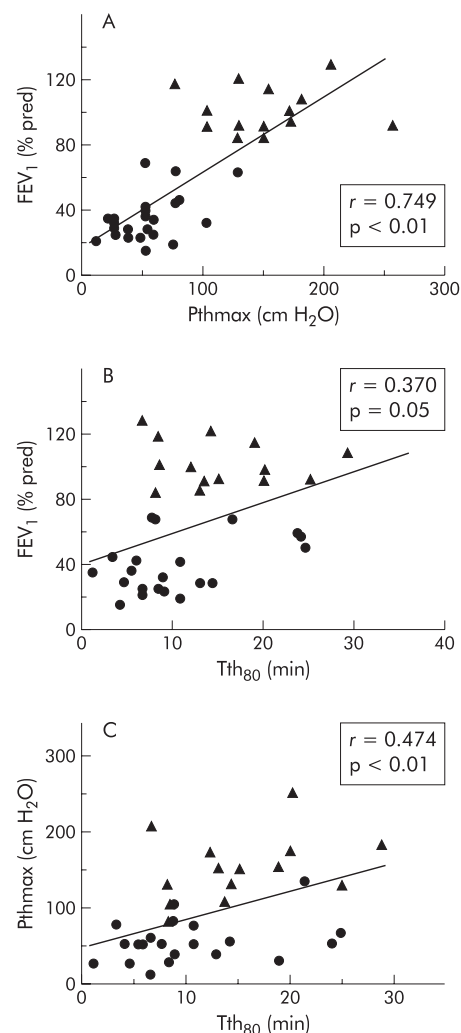 A
120
80
40
0
FEV₁ (% pred)
r = 0.749
p < 0.01
100
200
300
Pthmax (cm H₂O)
B
r = 0.370
p = 0.05
120
80
40
0
FEV₁ (% pred)
0
10
20
30
40
Tth₈₀ (min)
C
r = 0.474
p < 0.01
300
200
100
0
Pthmax (cm H₂O)
0
10
20
30
Tth₈₀ (min)